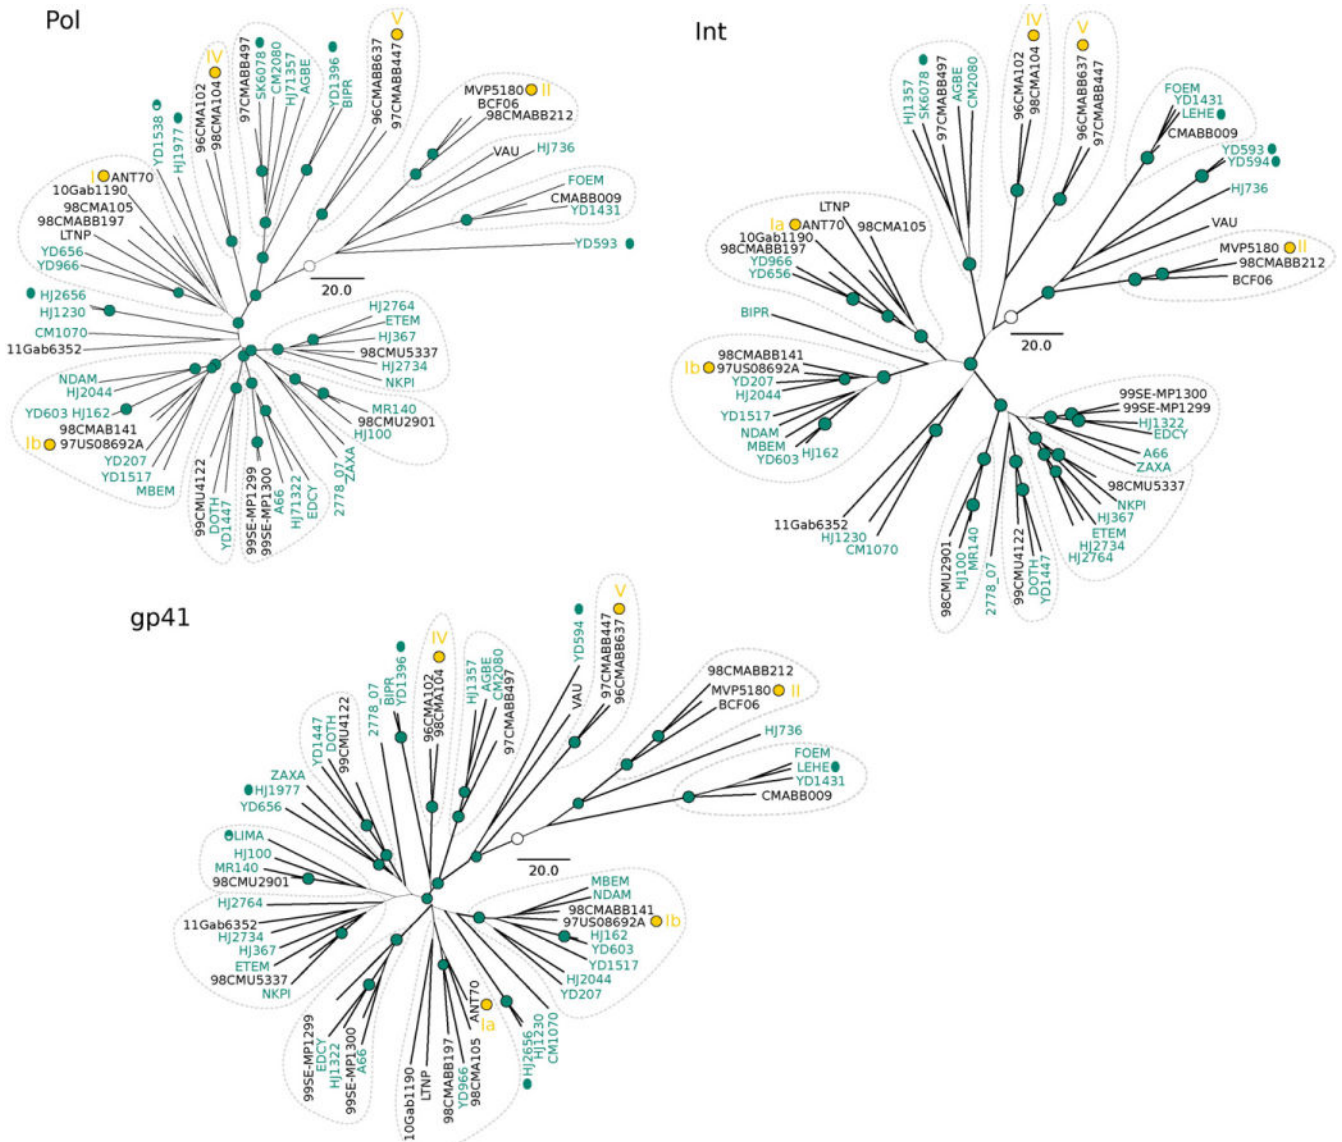 Pol
I
ANT70
10Gab1190
98CMA105
98CMABB197
LTNP
YD656
YD966
YD1538
HJ1977
IV
96CMA102
98CMA104
97CMABB497
SK6078
CM2080
HJ1357
AGBE
YD1396
BIPR
V
96CMABB637
97CMABB447
MVP5180
II
BCF06
98CMABB212
VAU
HJ736
FOEM
CMABB009
YD1431
YD593
20.0
HJ2656
HJ1230
CM1070
11Gab6352
HJ2764
ETEM
HJ367
98CMU5337
HJ2734
NKPI
MR140
98CMU2901
HJ100
ZAXA
2778_07
EDCY
HJ71322
A66
99SE-MP1300
99SE-MP1299
YD1447
DOTH
99CMU4122
NDAM
HJ2044
YD603 HJ162
98CMAB141
Ib
97US08692A
YD207
YD1517
MBEM
Int
HJ1357
SK6078
97CMABB497
AGBE
CM2080
IV
96CMA102
98CMA104
V
96CMABB637
97CMABB447
FOEM
YD1431
LEHE
CMABB009
YD593
YD594
HJ736
VAU
MVP5180
II
98CMABB212
BCF06
20.0
Ia
ANT70
LTNP
98CMA105
10Gab1190
98CMABB197
YD966
YD656
BIPR
98CMABB141
Ib
97US08692A
YD207
HJ2044
YD1517
NDAM
MBEM
YD603
HJ162
11Gab6352
HJ1230
CM1070
99SE-MP1300
99SE-MP1299
HJ1322
EDCY
A66
ZAXA
98CMU5337
NKPI
HJ367
ETEM
HJ2734
HJ2764
98CMU2901
HJ100
MR140
2778_07
99CMU4122
DOTH
YD1447
gp41
YD1447
DOTH
99CMU4122
2778_07
BIPR
YD1396
IV
96CMA102
98CMA104
HJ1357
AGBE
CM2080
97CMABB497
YD594
VAU
V
97CMABB447
96CMABB637
98CMABB212
MVP5180
II
BCF06
HJ736
FOEM
LEHE
YD1431
CMABB009
20.0
ZAXA
HJ1977
YD656
LIMA
HJ100
MR140
98CMU2901
HJ2764
11Gab6352
HJ2734
HJ367
ETEM
98CMU5337
NKPI
99SE-MP1299
EDCY
HJ1322
99SE-MP1300
A66
10Gab1190
LTNP
98CMABB197
YD966
98CMA105
ANT70
Ia
HJ2656
HJ1230
CM1070
MBEM
NDAM
98CMABB141
97US08692A
Ib
HJ162
YD603
YD1517
HJ2044
YD207